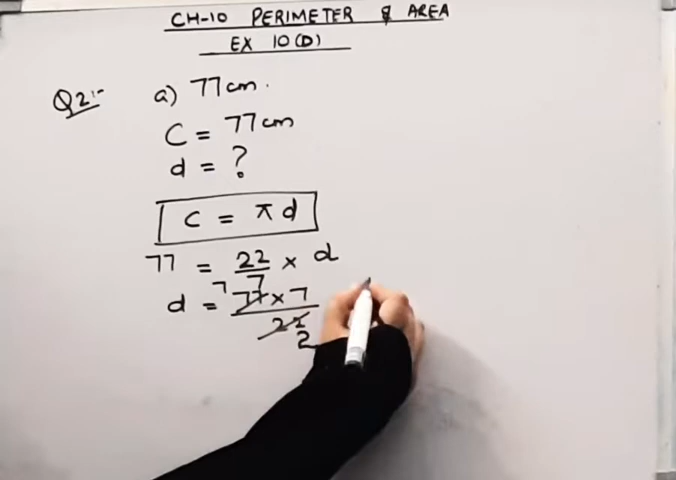 CH-10 PERIMETER & AREA
EX 10(D)
Q2:- a) 77cm.
C = 77cm
d = ?
C = πd
77 = 22/7 × d
d = 7 77×7/22 2